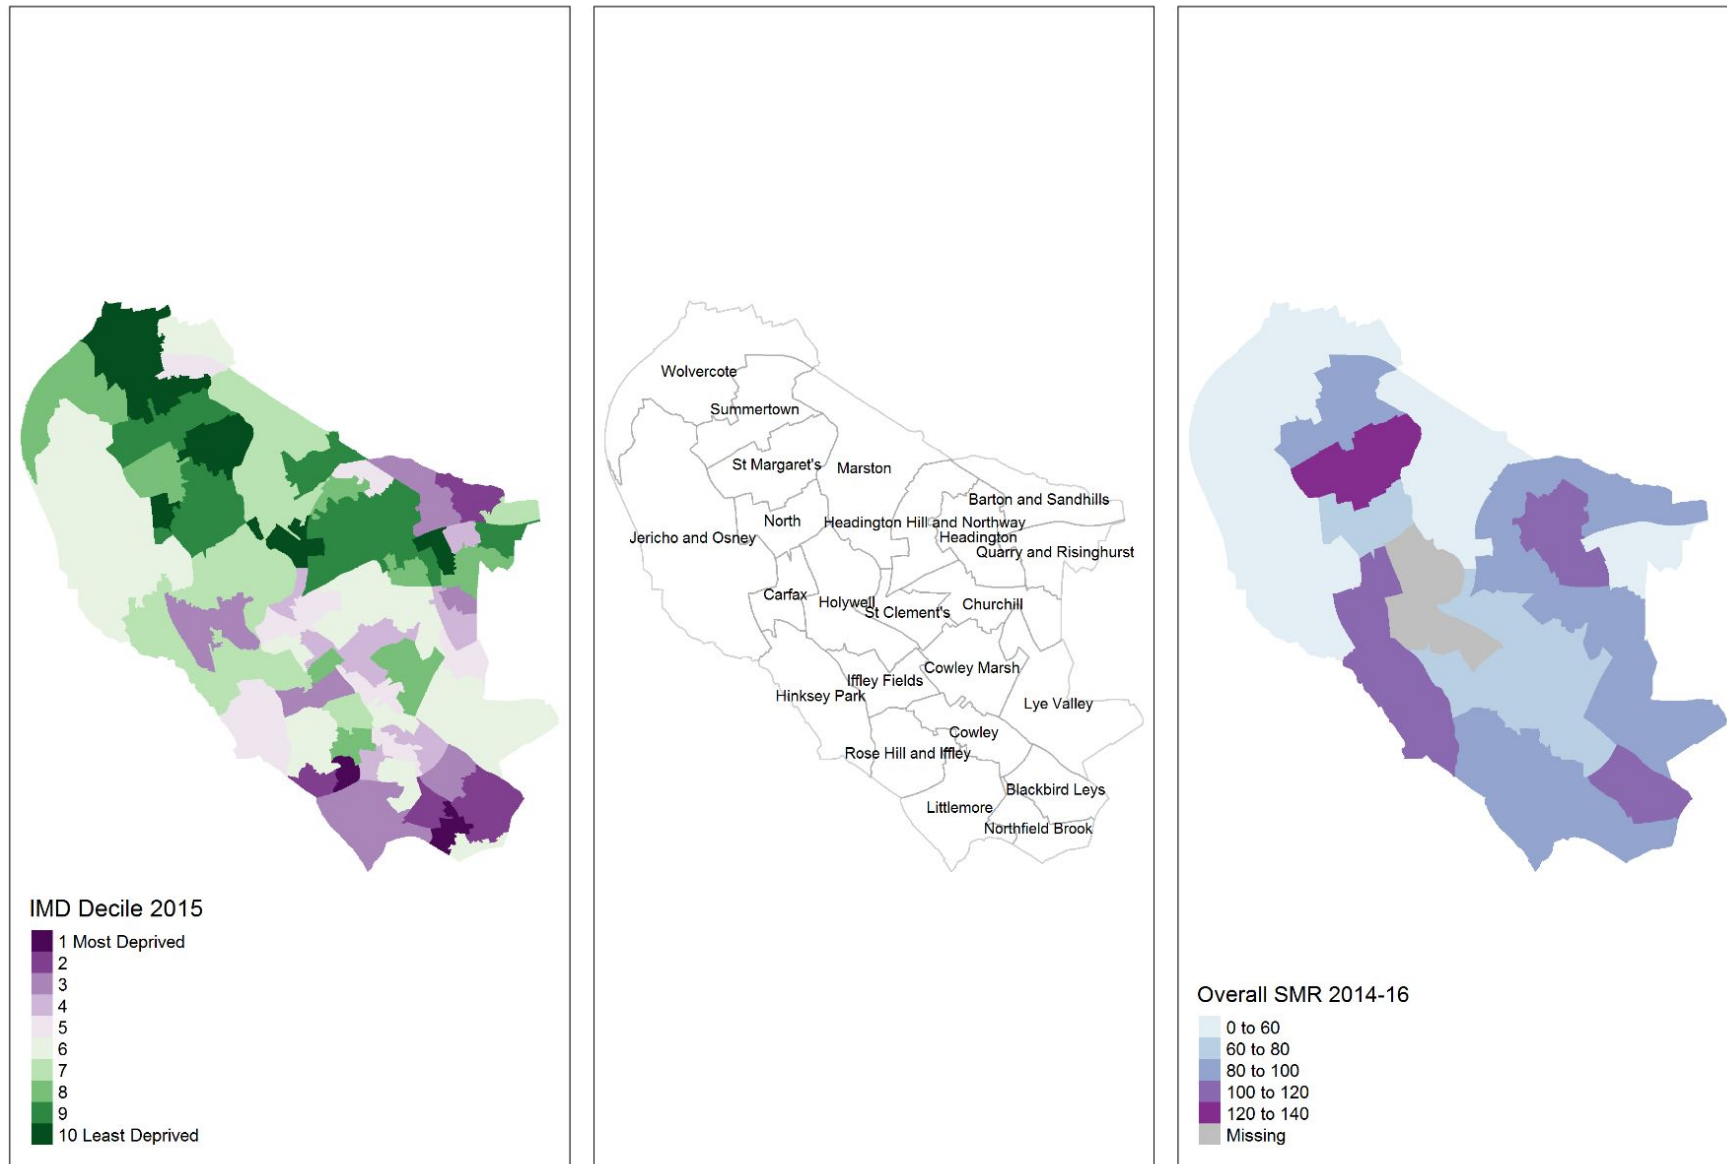 IMD Decile 2015
1 Most Deprived
2
3
4
5
6
7
8
9
10 Least Deprived
Wolvercote
Summertown
St Margaret's
Marston
Barton and Sandhills
North
Headington Hill and Northway
Jericho and Osney
Headington
Quarry and Risinghurst
Carfax
Holywell
St Clement's
Churchill
Cowley Marsh
Iffley Fields
Hinksey Park
Lye Valley
Cowley
Rose Hill and Iffley
Blackbird Leys
Littlemore
Northfield Brook
Overall SMR 2014-16
0 to 60
60 to 80
80 to 100
100 to 120
120 to 140
Missing